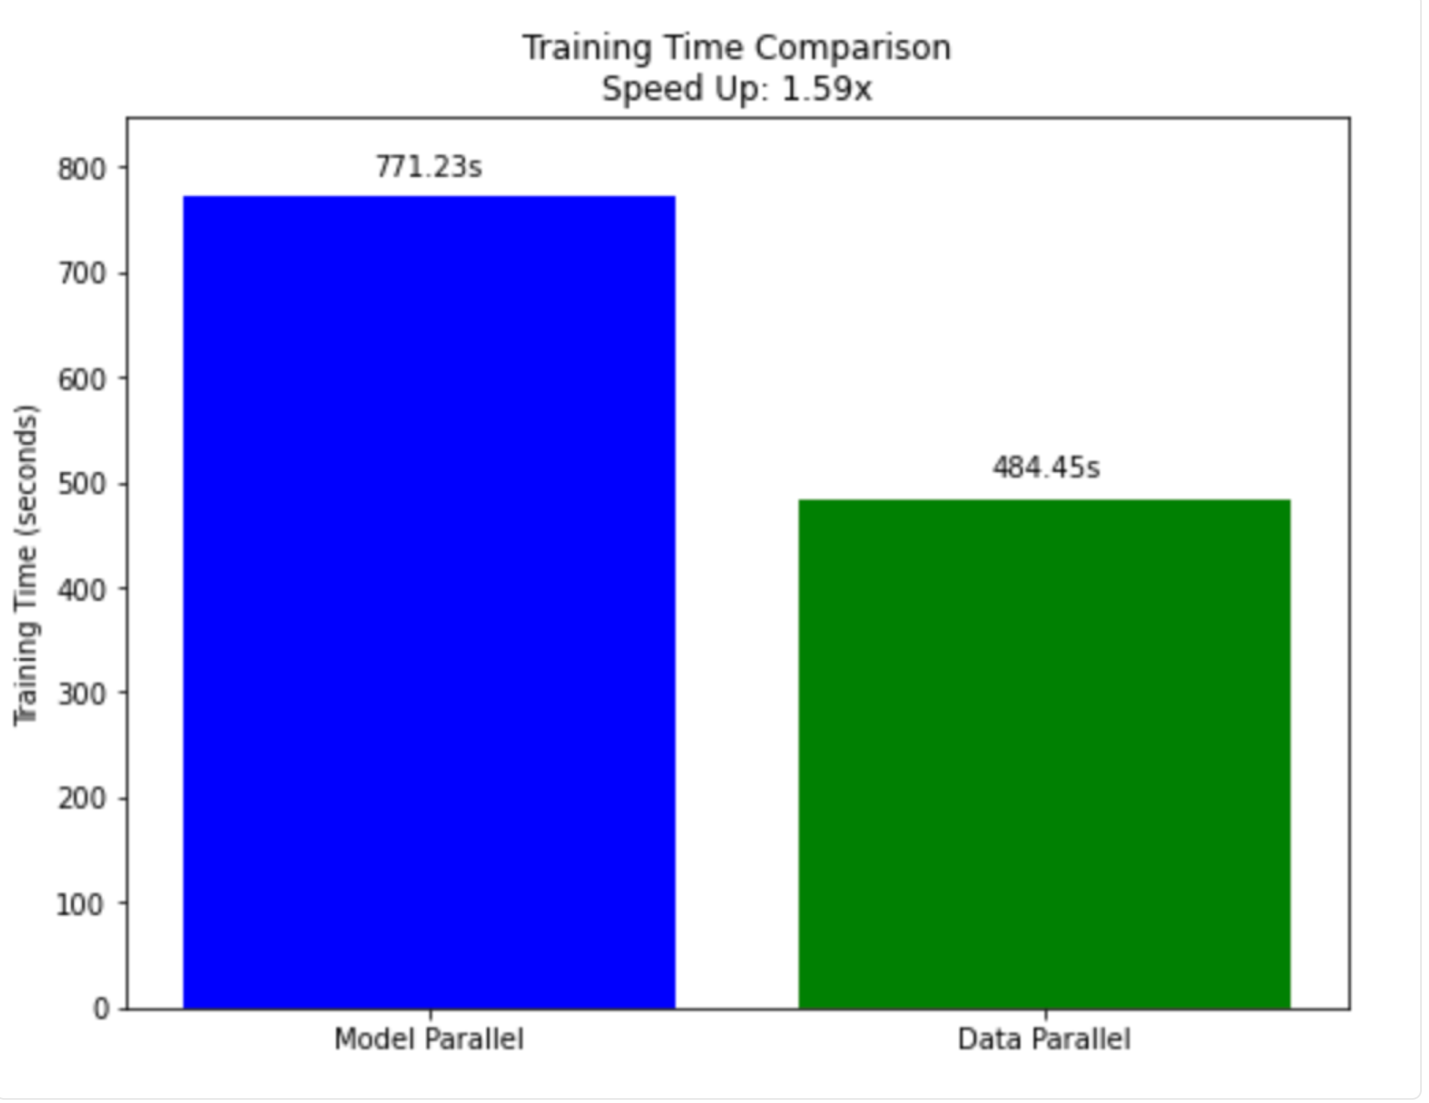 Training Time Comparison
Speed Up: 1.59x
771.23s
484.45s
800
700
600
500
400
300
200
100
0
Training Time (seconds)
Model Parallel
Data Parallel